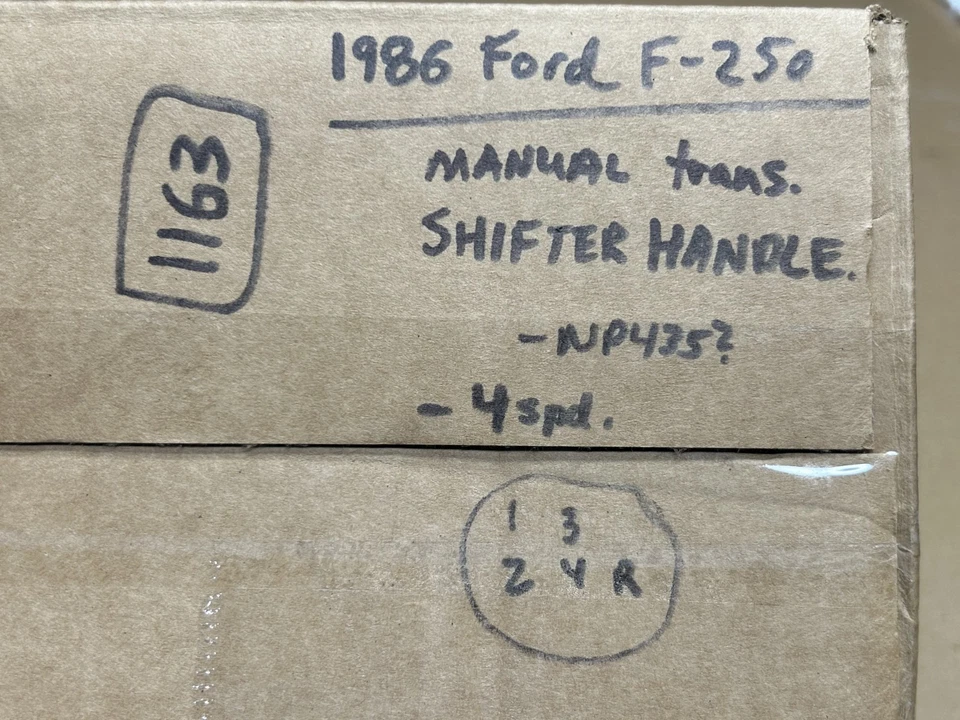 1986 Ford F-250
1163
MANUAL trans.
SHIFTER HANDLE.
- NP435?
- 4spd.
1 3
2 4 R